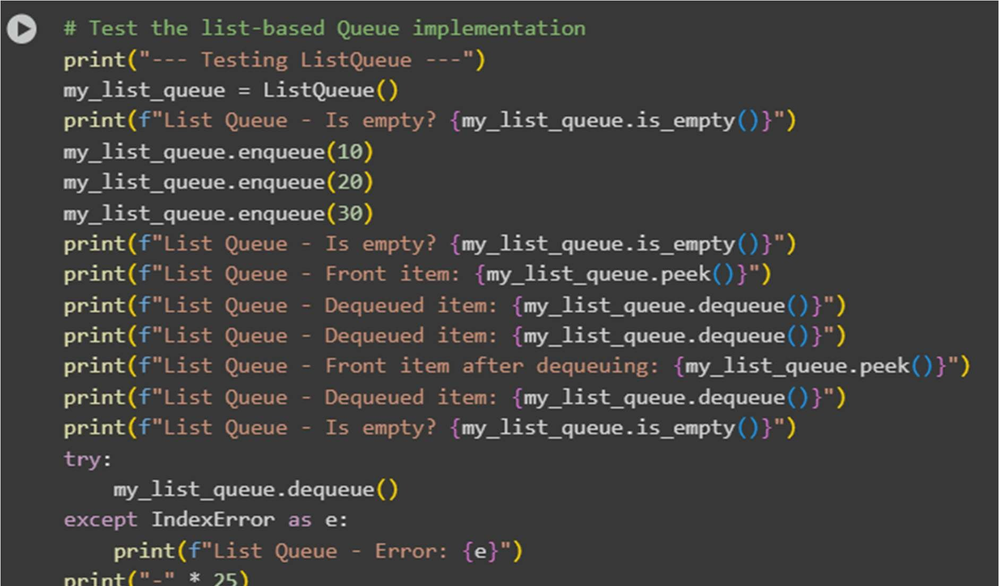 # Test the list-based Queue implementation
print("--- Testing ListQueue ---")
my_list_queue = ListQueue()
print(f"List Queue - Is empty? {my_list_queue.is_empty()}")
my_list_queue.enqueue(10)
my_list_queue.enqueue(20)
my_list_queue.enqueue(30)
print(f"List Queue - Is empty? {my_list_queue.is_empty()}")
print(f"List Queue - Front item: {my_list_queue.peek()}")
print(f"List Queue - Dequeued item: {my_list_queue.dequeue()}")
print(f"List Queue - Dequeued item: {my_list_queue.dequeue()}")
print(f"List Queue - Front item after dequeuing: {my_list_queue.peek()}")
print(f"List Queue - Dequeued item: {my_list_queue.dequeue()}")
print(f"List Queue - Is empty? {my_list_queue.is_empty()}")
try:
    my_list_queue.dequeue()
except IndexError as e:
    print(f"List Queue - Error: {e}")
print("-" * 25)